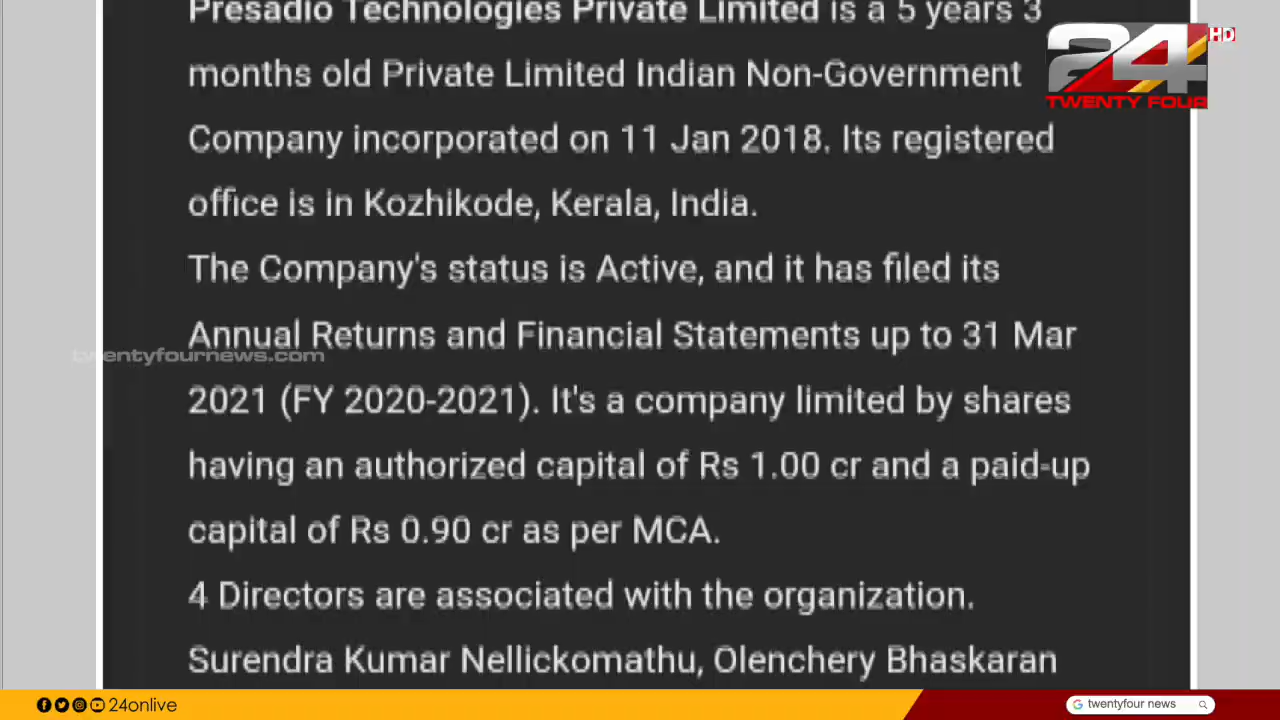 Presadio Technologies Private Limited is a 5 years 3
months old Private Limited Indian Non-Government
Company incorporated on 11 Jan 2018. Its registered
office is in Kozhikode, Kerala, India.
The Company's status is Active, and it has filed its
Annual Returns and Financial Statements up to 31 Mar
2021 (FY 2020-2021). It's a company limited by shares
having an authorized capital of Rs 1.00 cr and a paid-up
capital of Rs 0.90 cr as per MCA.
4 Directors are associated with the organization.
Surendra Kumar Nellickomathu, Olenchery Bhaskaran
24 HD
TWENTY FOUR
twentyfournews.com
24onlive
twentyfour news